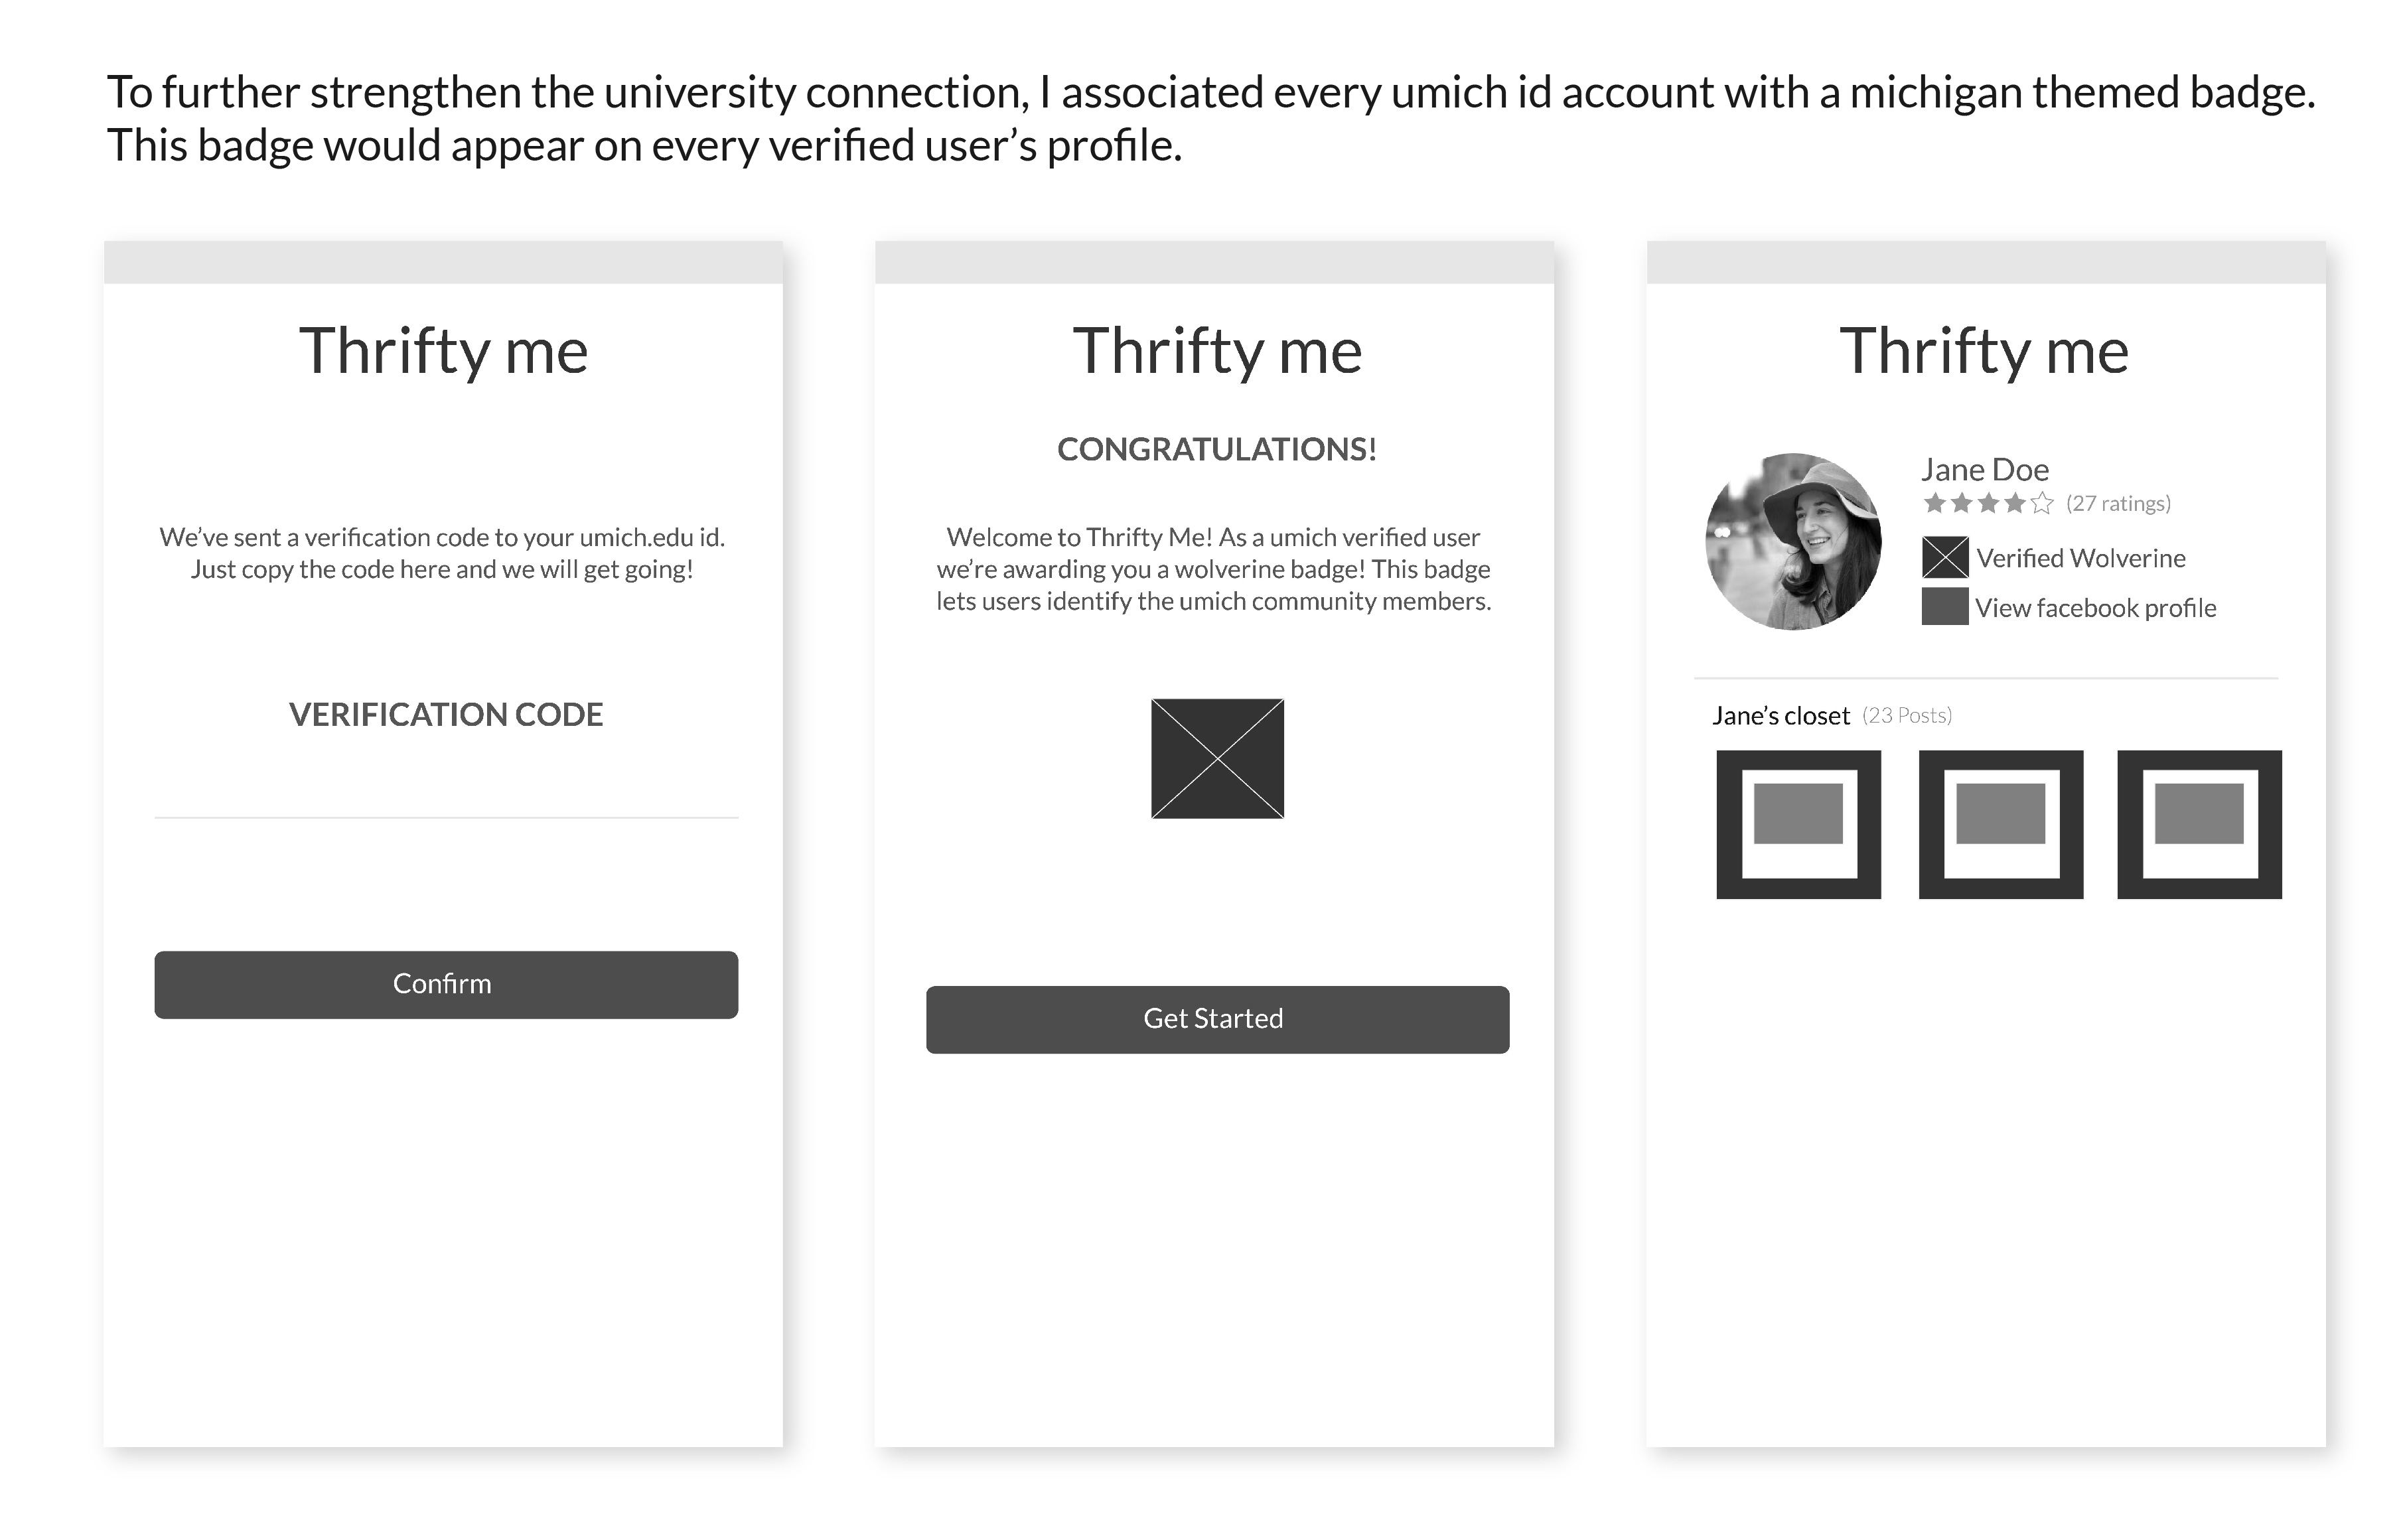 To further strengthen the university connection, I associated every umich id account with a michigan themed badge.
This badge would appear on every verified user’s profile.
Thrifty me
We’ve sent a verification code to your umich.edu id.
Just copy the code here and we will get going!
VERIFICATION CODE
Confirm
Thrifty me
CONGRATULATIONS!
Welcome to Thrifty Me! As a umich verified user
we’re awarding you a wolverine badge! This badge
lets users identify the umich community members.
Get Started
Thrifty me
Jane Doe
(27 ratings)
Verified Wolverine
View facebook profile
Jane’s closet (23 Posts)